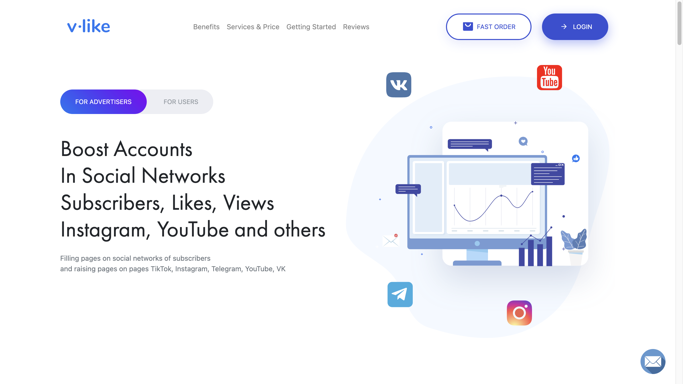 v·like
Benefits
Services & Price
Getting Started
Reviews
FAST ORDER
LOGIN
FOR ADVERTISERS
FOR USERS
Boost Accounts
In Social Networks
Subscribers, Likes, Views
Instagram, YouTube and others
Filling pages on social networks of subscribers
and raising pages on pages TikTok, Instagram, Telegram, YouTube, VK
You
Tube